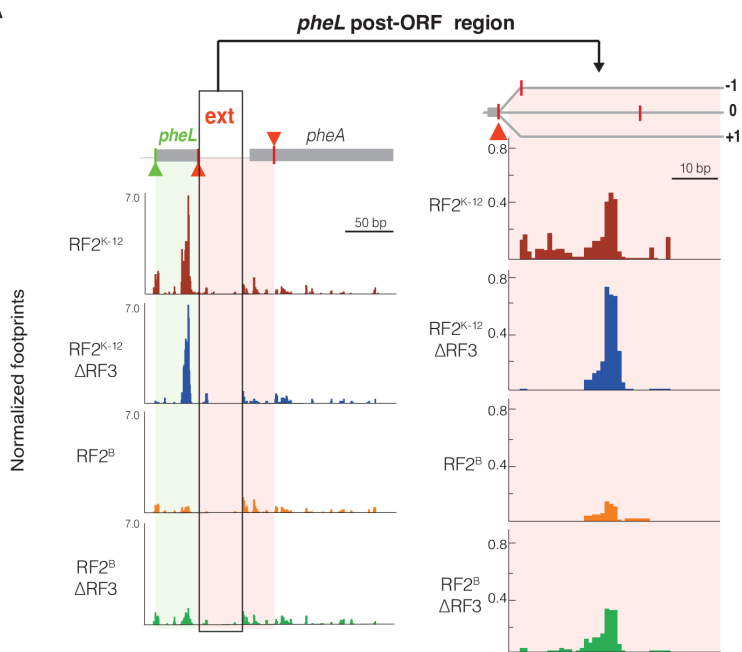 A
pheL post-ORF region
ext
pheL
pheA
-1
0
+1
0.8
10 bp
50 bp
7.0
RF2K-12
RF2K-12
0.4
7.0
RF2K-12
ΔRF3
0.8
RF2K-12
ΔRF3
0.4
Normalized footprints
7.0
RF2B
0.8
RF2B
0.4
7.0
RF2B
ΔRF3
0.8
RF2B
ΔRF3
0.4